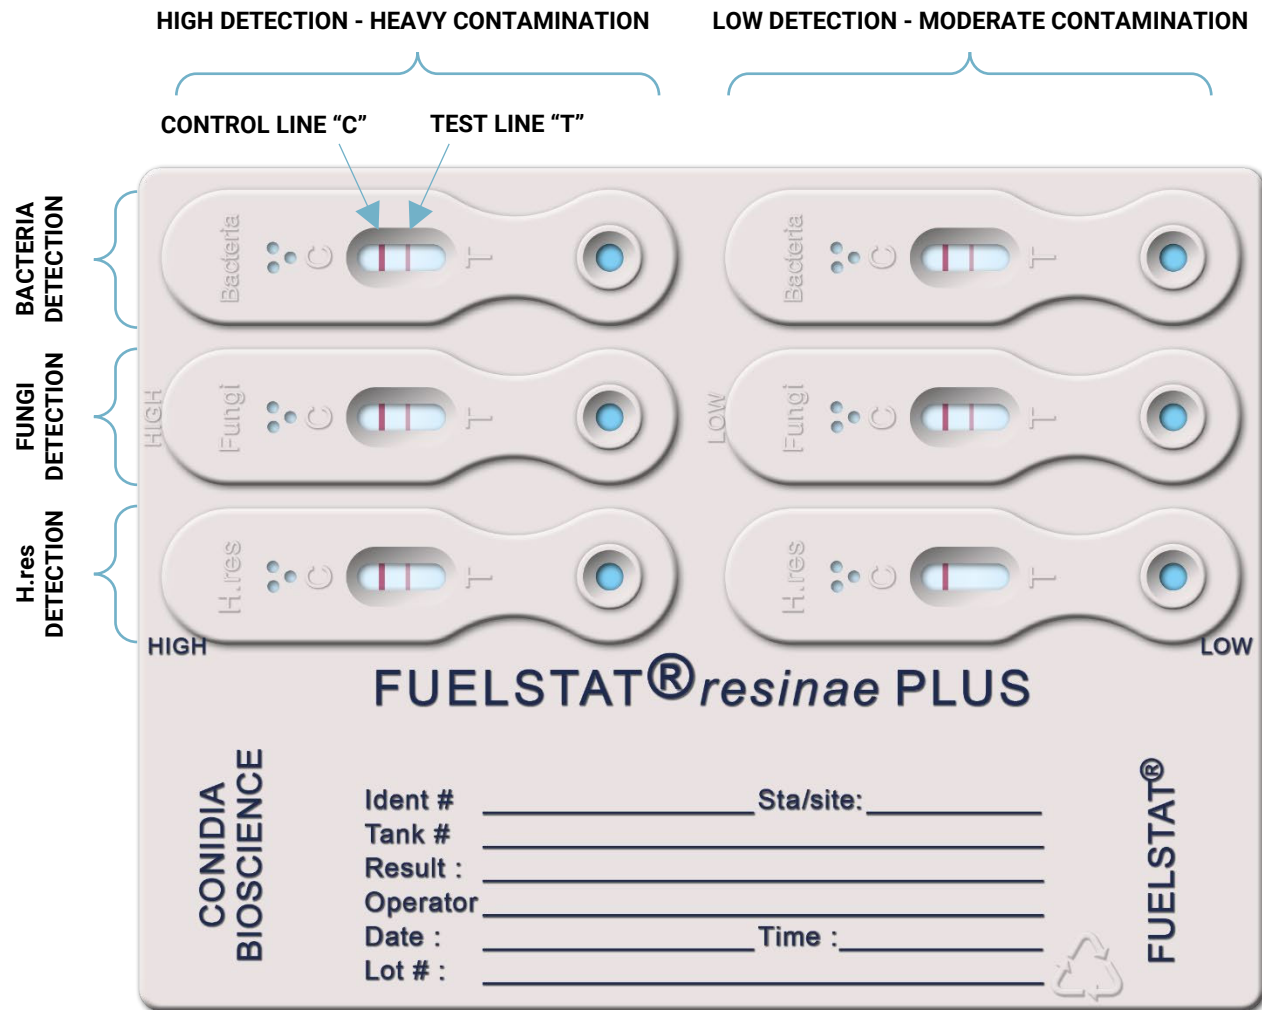 HIGH DETECTION - HEAVY CONTAMINATION
LOW DETECTION - MODERATE CONTAMINATION
CONTROL LINE “C”
TEST LINE “T”
BACTERIA
DETECTION
Bacteria
C
T
Bacteria
C
T
FUNGI
DETECTION
HIGH
Fungi
C
T
LOW
Fungi
C
T
H.res
DETECTION
H.res
C
T
H.res
C
T
HIGH
LOW
FUELSTAT® resinae PLUS
CONIDIA
BIOSCIENCE
Ident # Sta/site:
Tank #
Result :
Operator
Date : Time :
Lot # :
FUELSTAT®